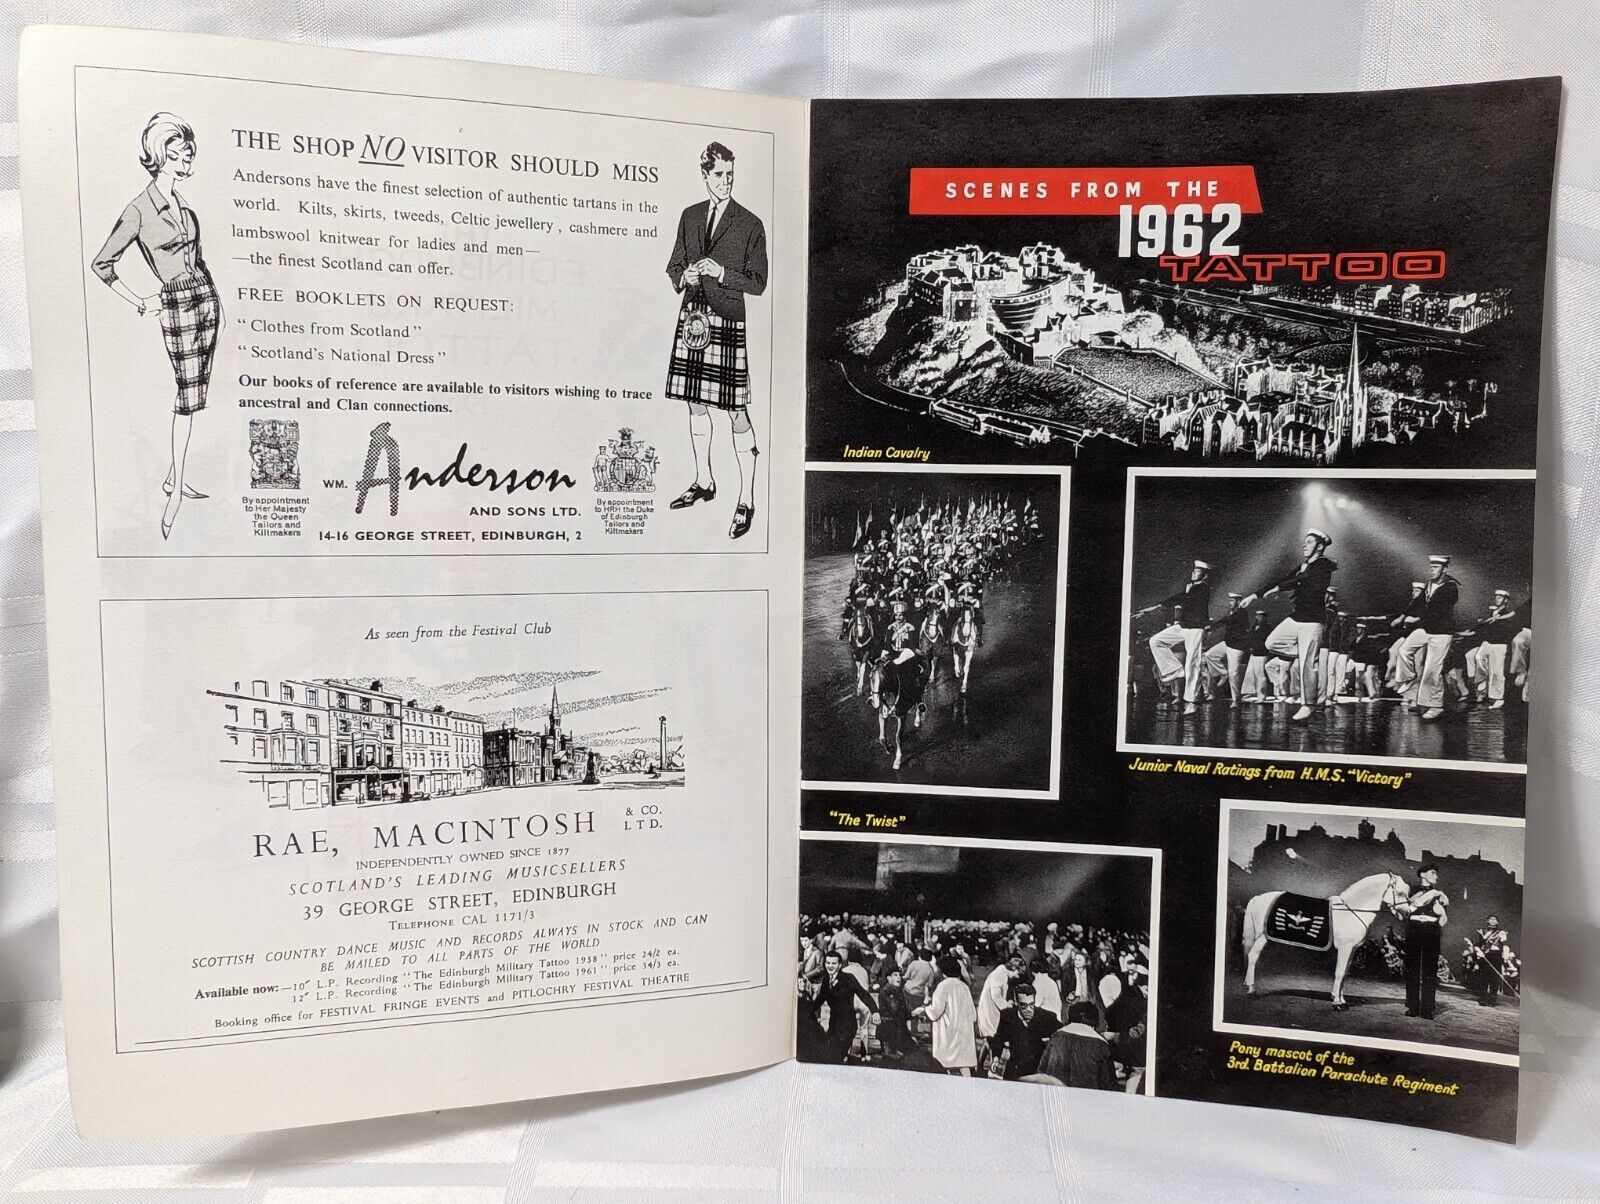 THE SHOP NO VISITOR SHOULD MISS
Andersons have the finest selection of authentic tartans in the
world. Kilts, skirts, tweeds, Celtic jewellery, cashmere and
lambswool knitwear for ladies and men—
—the finest Scotland can offer.
FREE BOOKLETS ON REQUEST:
"Clothes from Scotland"
"Scotland's National Dress"
Our books of reference are available to visitors wishing to trace
ancestral and Clan connections.
By appointment
to Her Majesty
the Queen
Tailors and
Kiltmakers
WM. Anderson
AND SONS LTD.
14-16 GEORGE STREET, EDINBURGH, 2
By appointment
to HRH the Duke
of Edinburgh
Tailors and
Kiltmakers
As seen from the Festival Club
RAE MACINTOSH
RAE, MACINTOSH & CO. LTD.
INDEPENDENTLY OWNED SINCE 1877
SCOTLAND'S LEADING MUSICSELLERS
39 GEORGE STREET, EDINBURGH
TELEPHONE CAL 1171/3
SCOTTISH COUNTRY DANCE MUSIC AND RECORDS ALWAYS IN STOCK AND CAN
BE MAILED TO ALL PARTS OF THE WORLD
Available now:—10" L.P. Recording "The Edinburgh Military Tattoo 1958" price 24/2 ea.
12" L.P. Recording "The Edinburgh Military Tattoo 1961" price 34/3 ea.
Booking office for FESTIVAL FRINGE EVENTS and PITLOCHRY FESTIVAL THEATRE
SCENES FROM THE
1962
TATTOO
Indian Cavalry
Junior Naval Ratings from H.M.S. "Victory"
"The Twist"
Pony mascot of the
3rd. Battalion Parachute Regiment